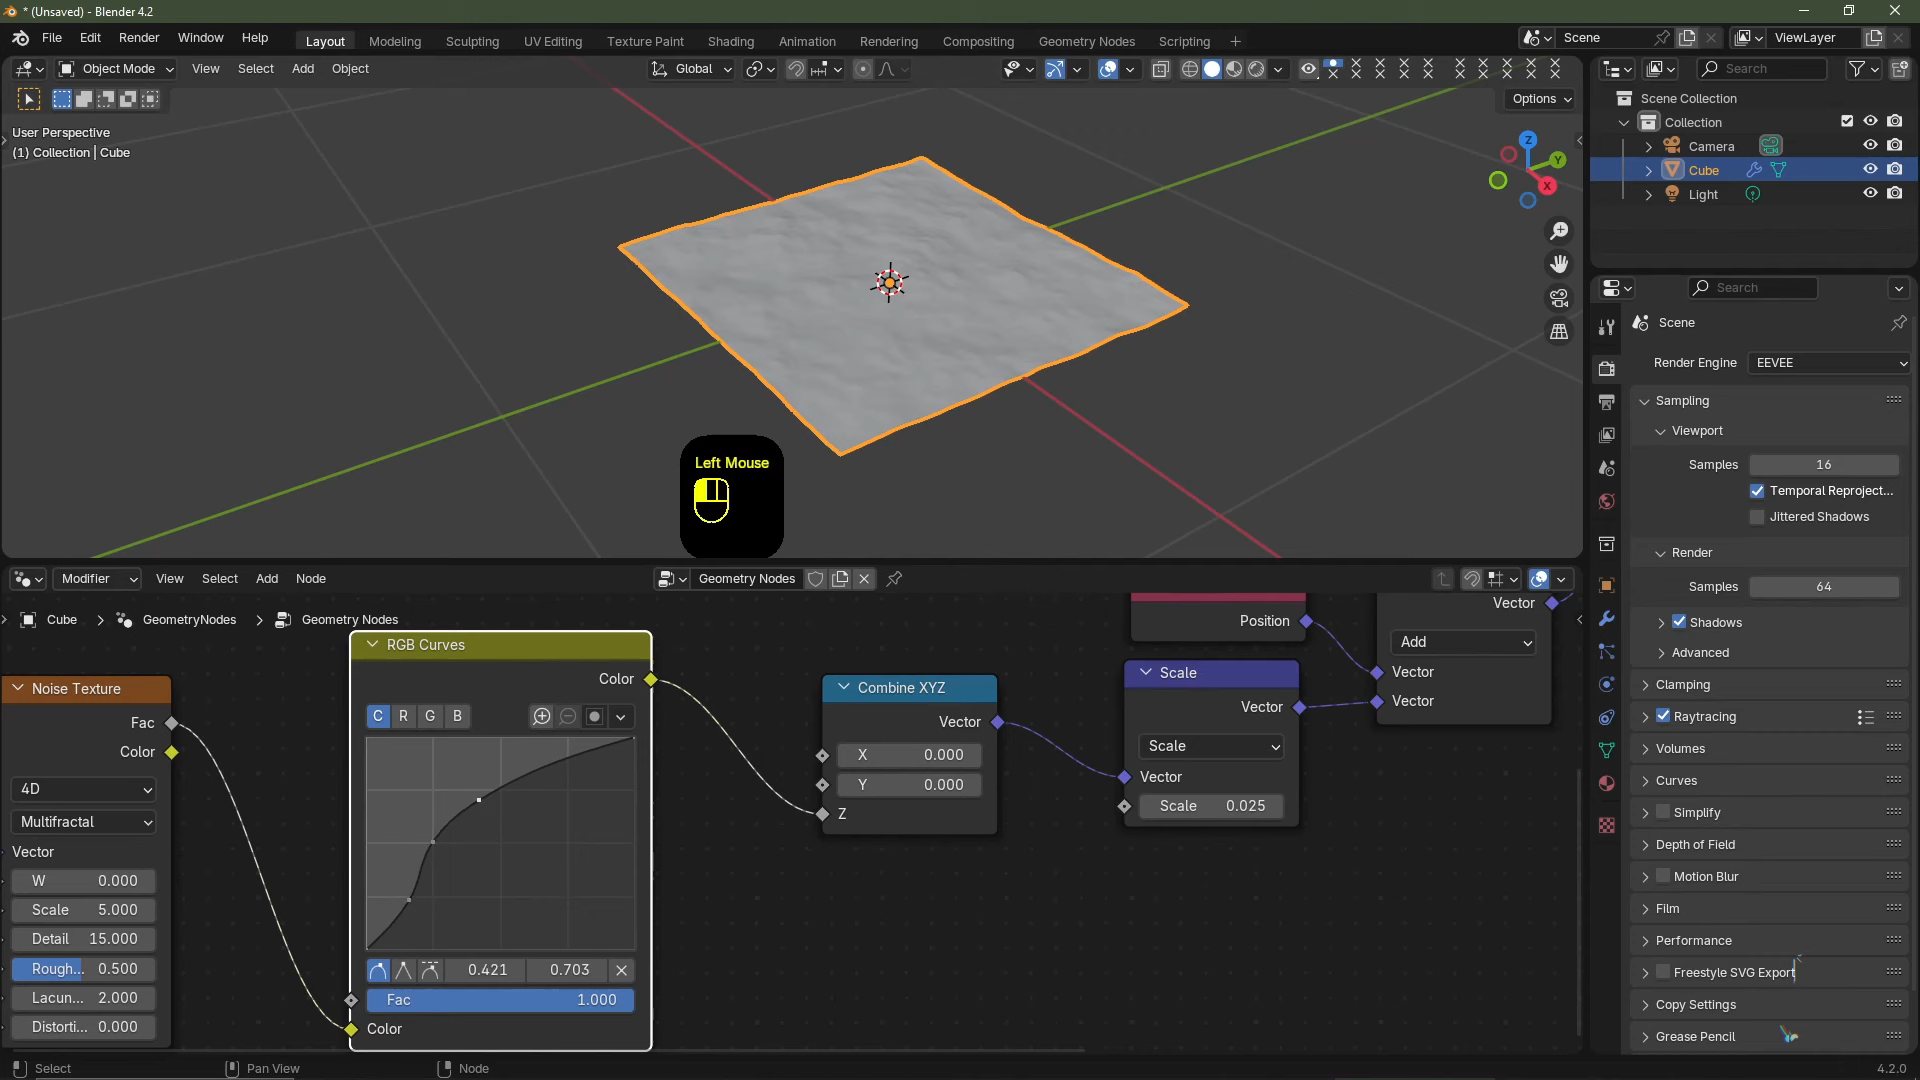 * (Unsaved) - Blender 4.2
File Edit Render Window Help
Layout Modeling Sculpting UV Editing Texture Paint Shading Animation Rendering Compositing Geometry Nodes Scripting +
Scene
ViewLayer
Object Mode View Select Add Object
Global
Search
Options
User Perspective
(1) Collection | Cube
Z
Y
X
Scene Collection
Collection
Camera
Cube
Light
Search
Scene
Render Engine EEVEE
Sampling
Viewport
Samples 16
Temporal Reproject...
Jittered Shadows
Render
Samples 64
Shadows
Advanced
Clamping
Raytracing
Volumes
Curves
Simplify
Depth of Field
Motion Blur
Film
Performance
Freestyle SVG Export
Copy Settings
Grease Pencil
Left Mouse
Modifier View Select Add Node
Geometry Nodes
Cube > GeometryNodes > Geometry Nodes
Noise Texture
Fac
Color
4D
Multifractal
Vector
W 0.000
Scale 5.000
Detail 15.000
Rough... 0.500
Lacun... 2.000
Distorti... 0.000
RGB Curves
Color
C R G B
0.421 0.703
Fac 1.000
Color
Combine XYZ
Vector
X 0.000
Y 0.000
Z
Position
Scale
Vector
Scale
Vector
Scale 0.025
Vector
Add
Vector
Vector
Select
Pan View
Node
4.2.0